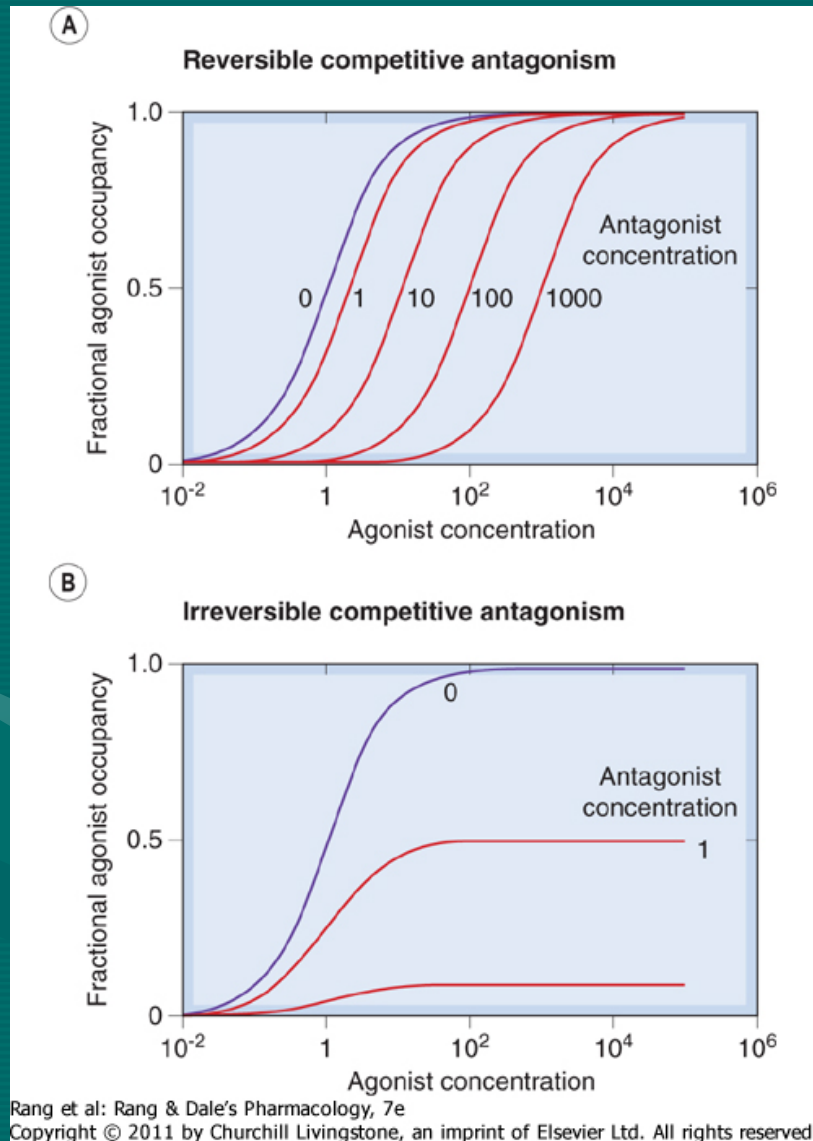 A
Reversible competitive antagonism
1.0
Fractional agonist occupancy
Antagonist
concentration
0.5
0 1 10 100 1000
0
10⁻² 1 10² 10⁴ 10⁶
Agonist concentration
B
Irreversible competitive antagonism
1.0
0
Fractional agonist occupancy
Antagonist
concentration
0.5
1
0
10⁻² 1 10² 10⁴ 10⁶
Agonist concentration
Rang et al: Rang & Dale's Pharmacology, 7e
Copyright © 2011 by Churchill Livingstone, an imprint of Elsevier Ltd. All rights reserved